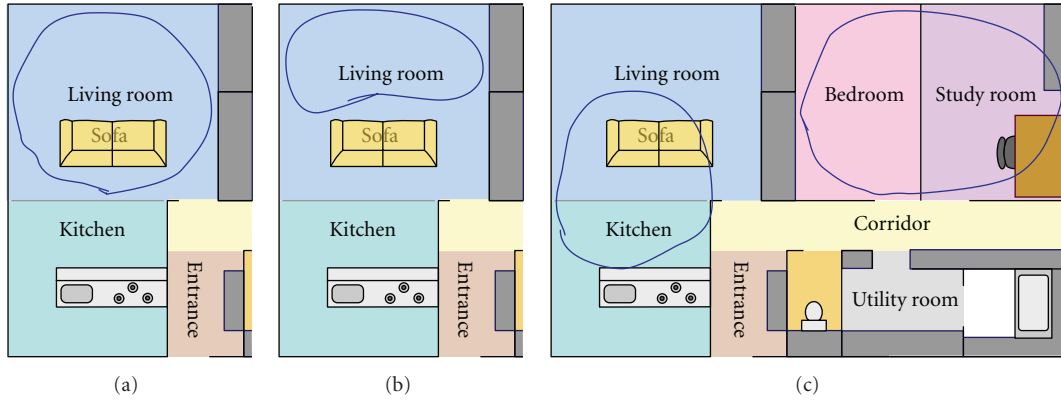 Living room
Sofa
Kitchen
Entrance
(a)
Living room
Sofa
Kitchen
Entrance
(b)
Living room
Sofa
Kitchen
Entrance
Bedroom
Study room
Corridor
Utility room
(c)